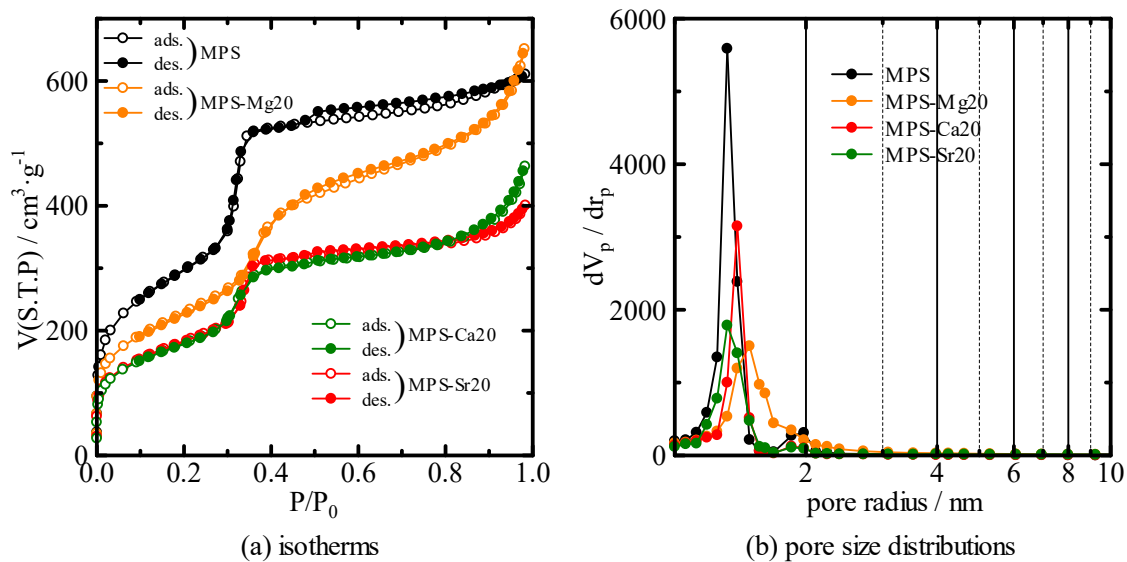 V(S.T.P) / cm³·g⁻¹
600
400
200
0
ads.
des.
)MPS
ads.
des.
)MPS-Mg20
ads.
des.
)MPS-Ca20
ads.
des.
)MPS-Sr20
0.0 0.2 0.4 0.6 0.8 1.0
P/P₀
(a) isotherms
dVₚ / drₚ
6000
4000
2000
0
MPS
MPS-Mg20
MPS-Ca20
MPS-Sr20
2 4 6 8 10
pore radius / nm
(b) pore size distributions